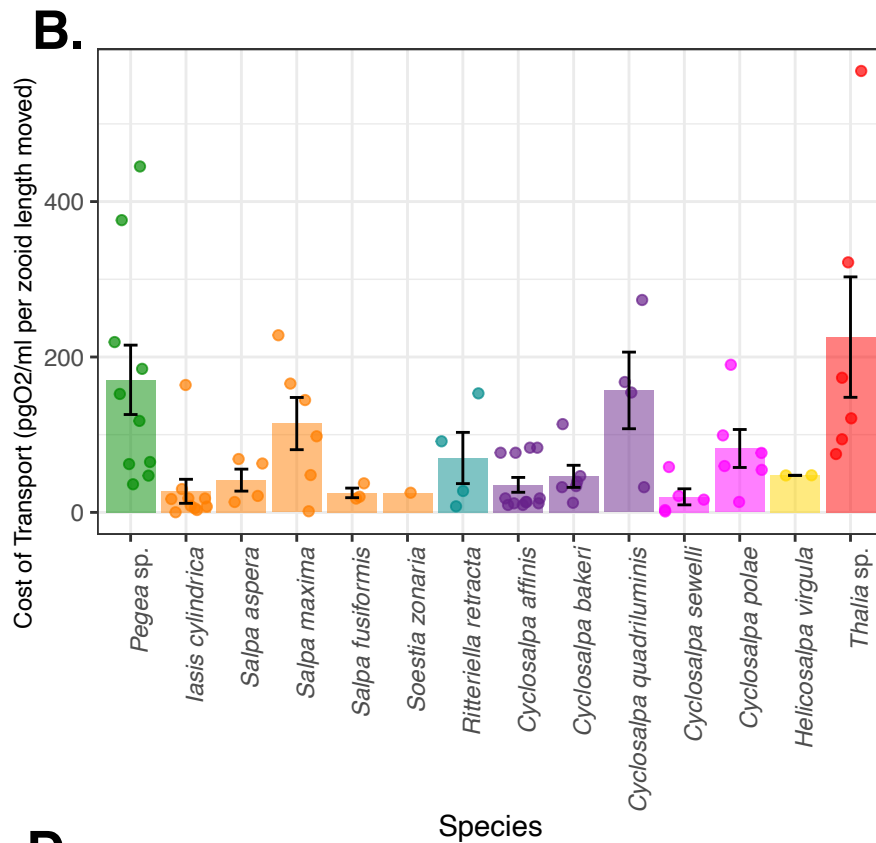 B.
Cost of Transport (pgO2/ml per zooid length moved)
400
200
0
Pegea sp.
Iasis cylindrica
Salpa aspera
Salpa maxima
Salpa fusiformis
Soestia zonaria
Ritteriella retracta
Cyclosalpa affinis
Cyclosalpa bakeri
Cyclosalpa quadriluminis
Cyclosalpa sewelli
Cyclosalpa polae
Helicosalpa virgula
Thalia sp.
Species
D